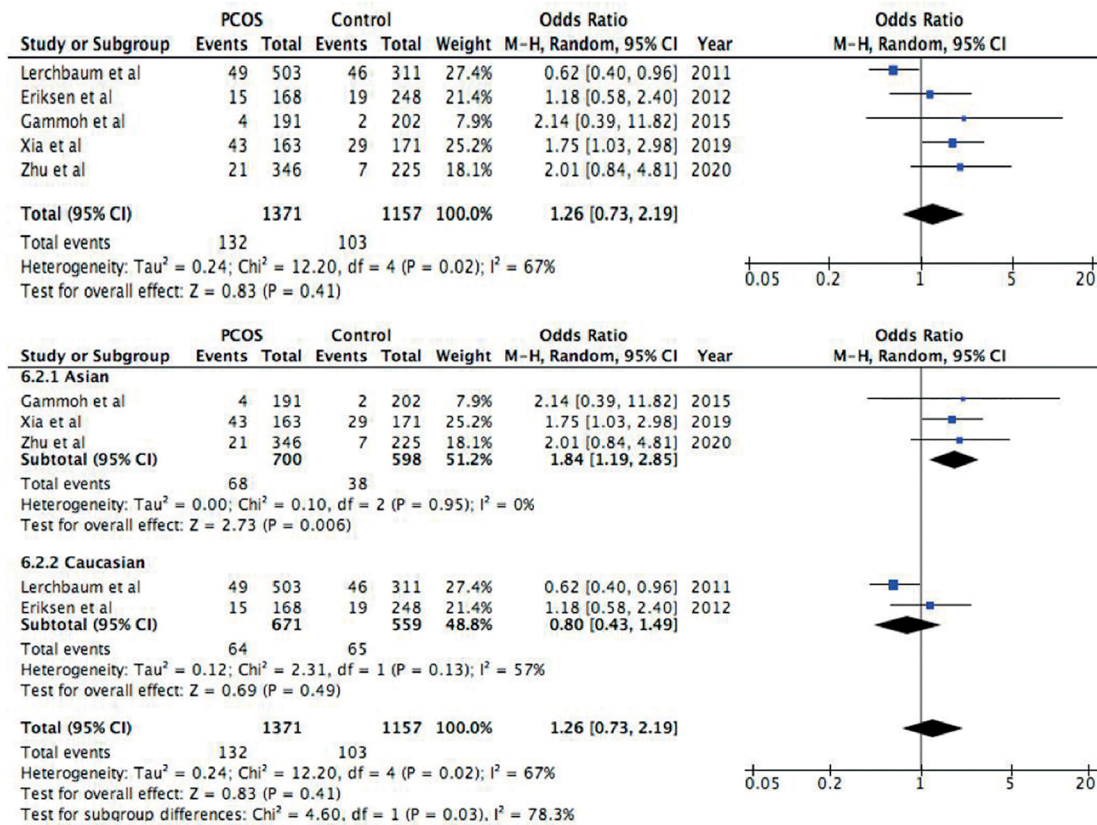 PCOS Control Odds Ratio Odds Ratio
Study or Subgroup Events Total Events Total Weight M-H, Random, 95% CI Year M-H, Random, 95% CI
Lerchbaum et al 49 503 46 311 27.4% 0.62 [0.40, 0.96] 2011
Eriksen et al 15 168 19 248 21.4% 1.18 [0.58, 2.40] 2012
Gammoh et al 4 191 2 202 7.9% 2.14 [0.39, 11.82] 2015
Xia et al 43 163 29 171 25.2% 1.75 [1.03, 2.98] 2019
Zhu et al 21 346 7 225 18.1% 2.01 [0.84, 4.81] 2020
Total (95% CI) 1371 1157 100.0% 1.26 [0.73, 2.19]
Total events 132 103
Heterogeneity: Tau² = 0.24; Chi² = 12.20, df = 4 (P = 0.02); I² = 67%
Test for overall effect: Z = 0.83 (P = 0.41)
0.05 0.2 1 5 20
PCOS Control Odds Ratio Odds Ratio
Study or Subgroup Events Total Events Total Weight M-H, Random, 95% CI Year M-H, Random, 95% CI
6.2.1 Asian
Gammoh et al 4 191 2 202 7.9% 2.14 [0.39, 11.82] 2015
Xia et al 43 163 29 171 25.2% 1.75 [1.03, 2.98] 2019
Zhu et al 21 346 7 225 18.1% 2.01 [0.84, 4.81] 2020
Subtotal (95% CI) 700 598 51.2% 1.84 [1.19, 2.85]
Total events 68 38
Heterogeneity: Tau² = 0.00; Chi² = 0.10, df = 2 (P = 0.95); I² = 0%
Test for overall effect: Z = 2.73 (P = 0.006)
6.2.2 Caucasian
Lerchbaum et al 49 503 46 311 27.4% 0.62 [0.40, 0.96] 2011
Eriksen et al 15 168 19 248 21.4% 1.18 [0.58, 2.40] 2012
Subtotal (95% CI) 671 559 48.8% 0.80 [0.43, 1.49]
Total events 64 65
Heterogeneity: Tau² = 0.12; Chi² = 2.31, df = 1 (P = 0.13); I² = 57%
Test for overall effect: Z = 0.69 (P = 0.49)
Total (95% CI) 1371 1157 100.0% 1.26 [0.73, 2.19]
Total events 132 103
Heterogeneity: Tau² = 0.24; Chi² = 12.20, df = 4 (P = 0.02); I² = 67%
Test for overall effect: Z = 0.83 (P = 0.41)
Test for subgroup differences: Chi² = 4.60, df = 1 (P = 0.03), I² = 78.3%
0.05 0.2 1 5 20